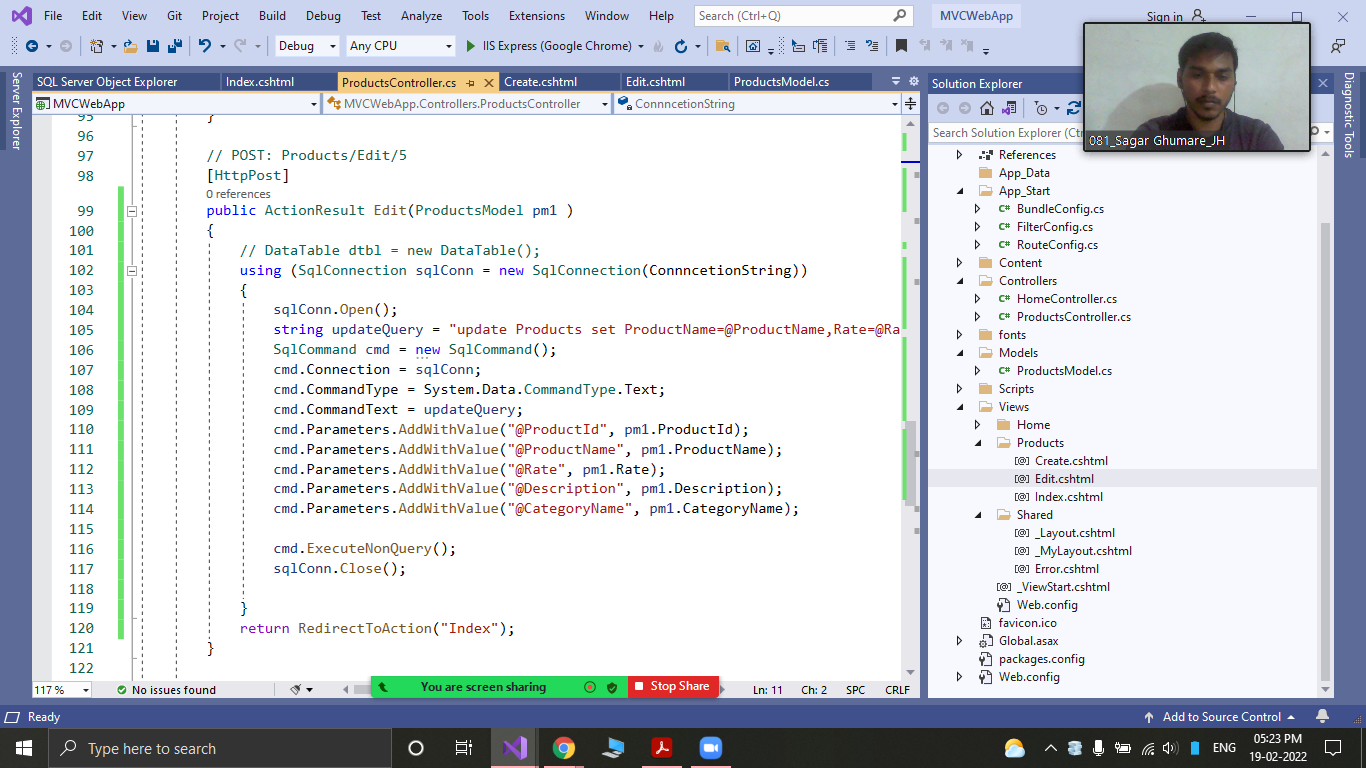 File Edit View Git Project Build Debug Test Analyze Tools Extensions Window Help Search (Ctrl+Q) MVCWebApp Sign in
Debug Any CPU IIS Express (Google Chrome)
SQL Server Object Explorer Index.cshtml ProductsController.cs Create.cshtml Edit.cshtml ProductsModel.cs
MVCWebApp MVCWebApp.Controllers.ProductsController ConnncetionString
Server Explorer
95 }
96
97 // POST: Products/Edit/5
98 [HttpPost]
0 references
99 public ActionResult Edit(ProductsModel pm1 )
100 {
101 // DataTable dtbl = new DataTable();
102 using (SqlConnection sqlConn = new SqlConnection(ConnncetionString))
103 {
104 sqlConn.Open();
105 string updateQuery = "update Products set ProductName=@ProductName,Rate=@Ra
106 SqlCommand cmd = new SqlCommand();
107 cmd.Connection = sqlConn;
108 cmd.CommandType = System.Data.CommandType.Text;
109 cmd.CommandText = updateQuery;
110 cmd.Parameters.AddWithValue("@ProductId", pm1.ProductId);
111 cmd.Parameters.AddWithValue("@ProductName", pm1.ProductName);
112 cmd.Parameters.AddWithValue("@Rate", pm1.Rate);
113 cmd.Parameters.AddWithValue("@Description", pm1.Description);
114 cmd.Parameters.AddWithValue("@CategoryName", pm1.CategoryName);
115
116 cmd.ExecuteNonQuery();
117 sqlConn.Close();
118
119 }
120 return RedirectToAction("Index");
121 }
122
117 % No issues found You are screen sharing Stop Share Ln: 11 Ch: 2 SPC CRLF
Solution Explorer
Search Solution Explorer (Ctr
081_Sagar Ghumare_JH
Diagnostic Tools
References
App_Data
App_Start
C# BundleConfig.cs
C# FilterConfig.cs
C# RouteConfig.cs
Content
Controllers
C# HomeController.cs
C# ProductsController.cs
fonts
Models
C# ProductsModel.cs
Scripts
Views
Home
Products
Create.cshtml
Edit.cshtml
Index.cshtml
Shared
_Layout.cshtml
_MyLayout.cshtml
Error.cshtml
_ViewStart.cshtml
Web.config
favicon.ico
Global.asax
packages.config
Web.config
Ready Add to Source Control
Type here to search ENG 05:23 PM
19-02-2022